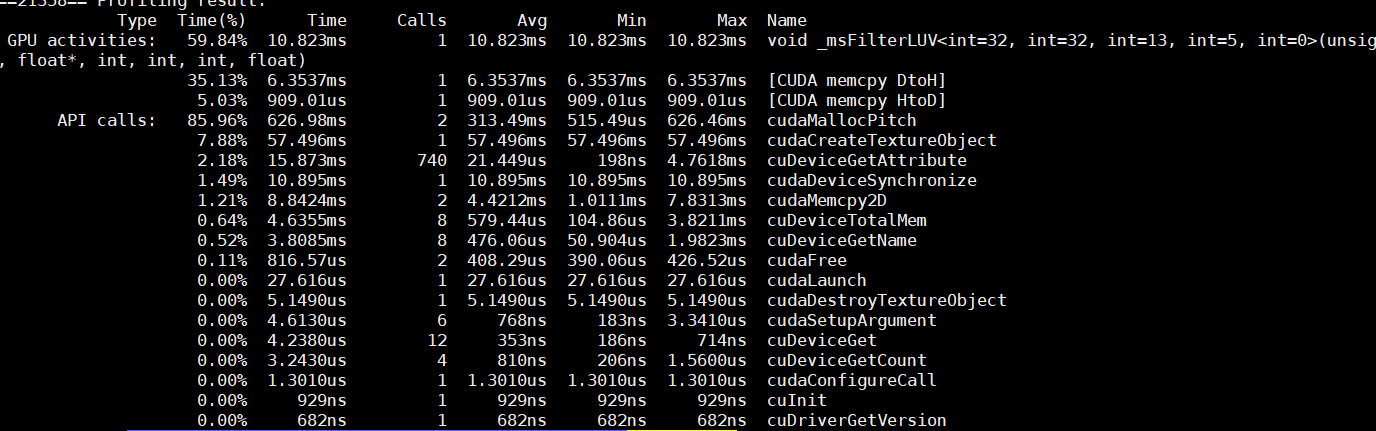 ==21358== Profiling result:
Type Time(%) Time Calls Avg Min Max Name
GPU activities: 59.84% 10.823ms 1 10.823ms 10.823ms 10.823ms void _msFilterLUV<int=32, int=32, int=13, int=5, int=0>(unsig
, float*, int, int, int, float)
35.13% 6.3537ms 1 6.3537ms 6.3537ms 6.3537ms [CUDA memcpy DtoH]
5.03% 909.01us 1 909.01us 909.01us 909.01us [CUDA memcpy HtoD]
API calls: 85.96% 626.98ms 2 313.49ms 515.49us 626.46ms cudaMallocPitch
7.88% 57.496ms 1 57.496ms 57.496ms 57.496ms cudaCreateTextureObject
2.18% 15.873ms 740 21.449us 198ns 4.7618ms cuDeviceGetAttribute
1.49% 10.895ms 1 10.895ms 10.895ms 10.895ms cudaDeviceSynchronize
1.21% 8.8424ms 2 4.4212ms 1.0111ms 7.8313ms cudaMemcpy2D
0.64% 4.6355ms 8 579.44us 104.86us 3.8211ms cuDeviceTotalMem
0.52% 3.8085ms 8 476.06us 50.904us 1.9823ms cuDeviceGetName
0.11% 816.57us 2 408.29us 390.06us 426.52us cudaFree
0.00% 27.616us 1 27.616us 27.616us 27.616us cudaLaunch
0.00% 5.1490us 1 5.1490us 5.1490us 5.1490us cudaDestroyTextureObject
0.00% 4.6130us 6 768ns 183ns 3.3410us cudaSetupArgument
0.00% 4.2380us 12 353ns 186ns 714ns cuDeviceGet
0.00% 3.2430us 4 810ns 206ns 1.5600us cuDeviceGetCount
0.00% 1.3010us 1 1.3010us 1.3010us 1.3010us cudaConfigureCall
0.00% 929ns 1 929ns 929ns 929ns cuInit
0.00% 682ns 1 682ns 682ns 682ns cuDriverGetVersion